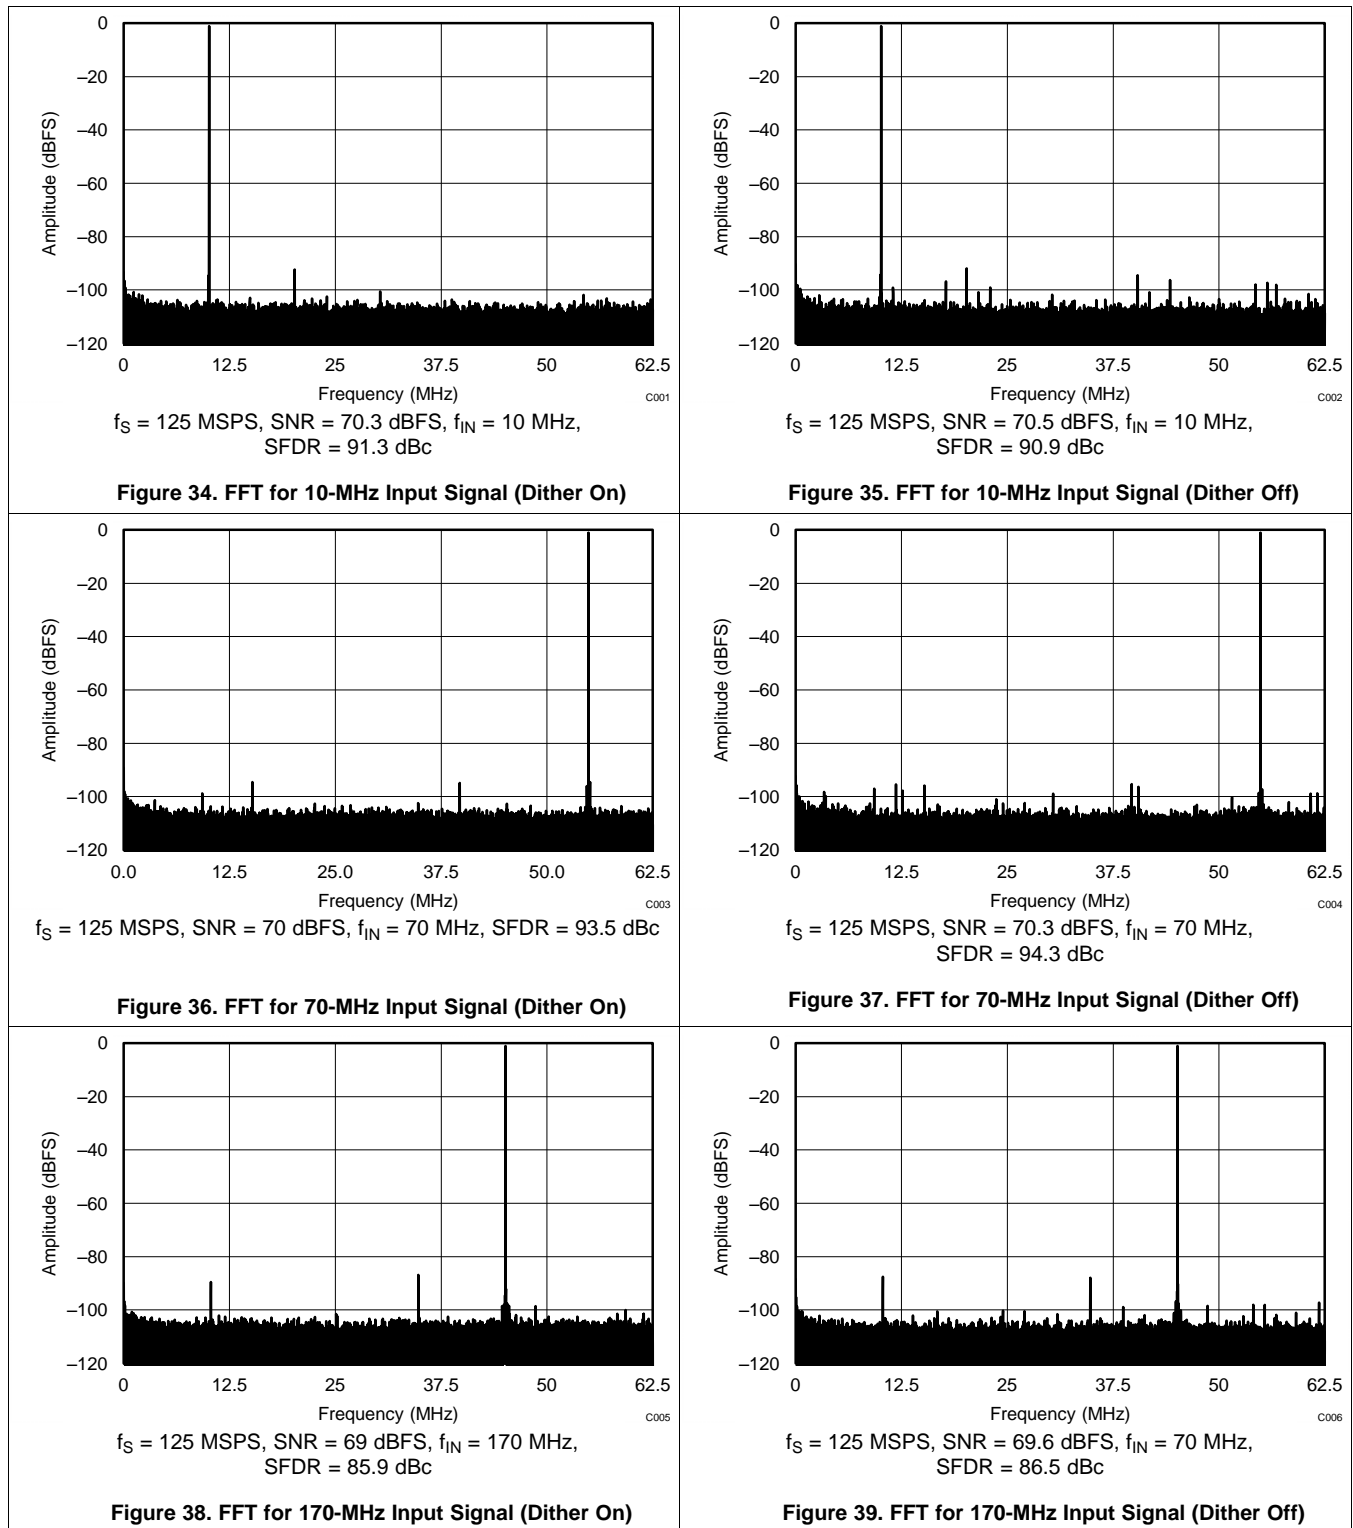 0
–20
–40
–60
–80
–100
–120
0 12.5 25 37.5 50 62.5
Amplitude (dBFS)
Frequency (MHz)
C001
fS = 125 MSPS, SNR = 70.3 dBFS, fIN = 10 MHz,
SFDR = 91.3 dBc
Figure 34. FFT for 10-MHz Input Signal (Dither On)
0
–20
–40
–60
–80
–100
–120
0 12.5 25 37.5 50 62.5
Amplitude (dBFS)
Frequency (MHz)
C002
fS = 125 MSPS, SNR = 70.5 dBFS, fIN = 10 MHz,
SFDR = 90.9 dBc
Figure 35. FFT for 10-MHz Input Signal (Dither Off)
0
–20
–40
–60
–80
–100
–120
0.0 12.5 25.0 37.5 50.0 62.5
Amplitude (dBFS)
Frequency (MHz)
C003
fS = 125 MSPS, SNR = 70 dBFS, fIN = 70 MHz, SFDR = 93.5 dBc
Figure 36. FFT for 70-MHz Input Signal (Dither On)
0
–20
–40
–60
–80
–100
–120
0 12.5 25 37.5 50 62.5
Amplitude (dBFS)
Frequency (MHz)
C004
fS = 125 MSPS, SNR = 70.3 dBFS, fIN = 70 MHz,
SFDR = 94.3 dBc
Figure 37. FFT for 70-MHz Input Signal (Dither Off)
0
–20
–40
–60
–80
–100
–120
0 12.5 25 37.5 50 62.5
Amplitude (dBFS)
Frequency (MHz)
C005
fS = 125 MSPS, SNR = 69 dBFS, fIN = 170 MHz,
SFDR = 85.9 dBc
Figure 38. FFT for 170-MHz Input Signal (Dither On)
0
–20
–40
–60
–80
–100
–120
0 12.5 25 37.5 50 62.5
Amplitude (dBFS)
Frequency (MHz)
C006
fS = 125 MSPS, SNR = 69.6 dBFS, fIN = 70 MHz,
SFDR = 86.5 dBc
Figure 39. FFT for 170-MHz Input Signal (Dither Off)